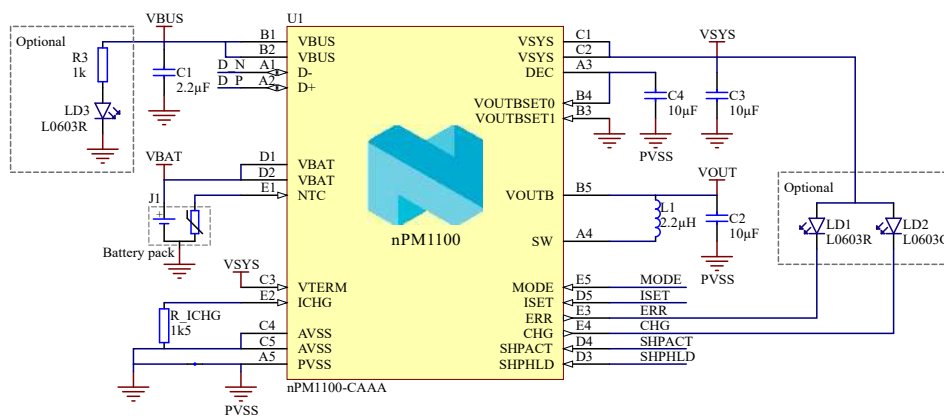 U1
VBUS
Optional
R3
1k
LD3
L0603R
C1
2.2µF
B1
B2
D_N A1
D_P A2
VBUS
VBUS
D-
D+
VSYS C1
VSYS C2
DEC A3
VOUTBSET0 B4
VOUTBSET1 B3
VSYS
C4
10µF
PVSS
C3
10µF
VBAT
D1
D2
E1
VBAT
VBAT
NTC
J1
+
Battery pack
nPM1100
VOUTB B5
SW A4
L1
2.2µH
VOUT
C2
10µF
PVSS
Optional
LD1
L0603R
LD2
L0603G
VSYS
C3
E2
VTERM
ICHG
R_ICHG
1k5
C4
C5
A5
AVSS
AVSS
PVSS
PVSS
MODE E5 MODE
ISET D5 ISET
ERR E3 ERR
CHG E4 CHG
SHPACT D4 SHPACT
SHPHLD D3 SHPHLD
nPM1100-CAAA